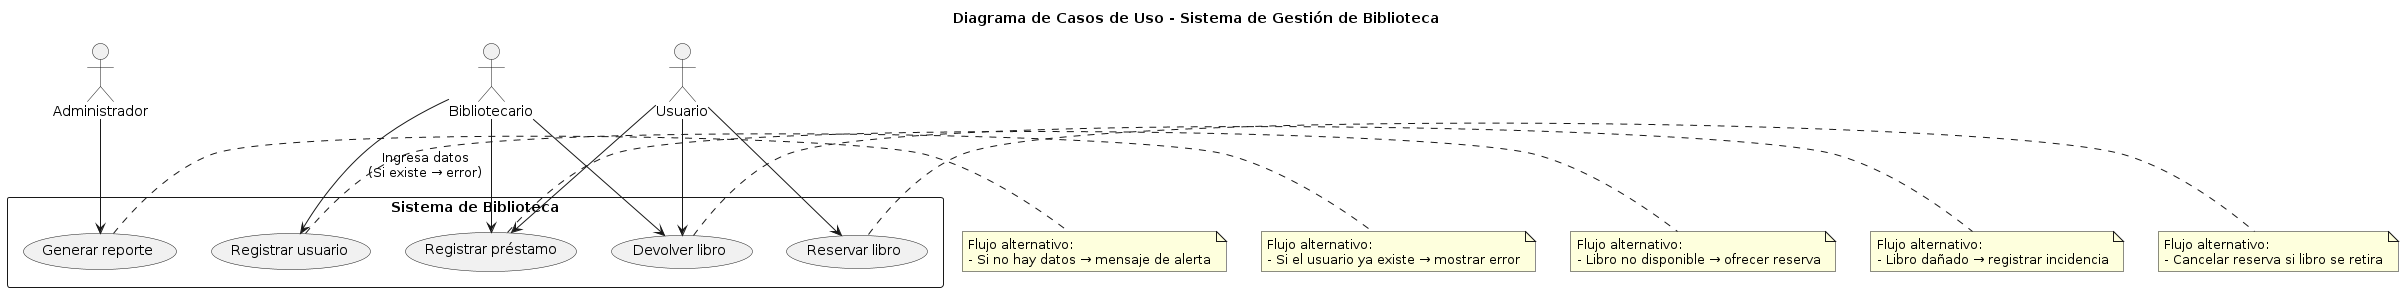 Diagrama de Casos de Uso - Sistema de Gestión de Biblioteca
Administrador
Bibliotecario
Usuario
Ingresa datos
(Si existe → error)
Sistema de Biblioteca
Generar reporte
Registrar usuario
Registrar préstamo
Devolver libro
Reservar libro
Flujo alternativo:
- Si no hay datos → mensaje de alerta
Flujo alternativo:
- Si el usuario ya existe → mostrar error
Flujo alternativo:
- Libro no disponible → ofrecer reserva
Flujo alternativo:
- Libro dañado → registrar incidencia
Flujo alternativo:
- Cancelar reserva si libro se retira